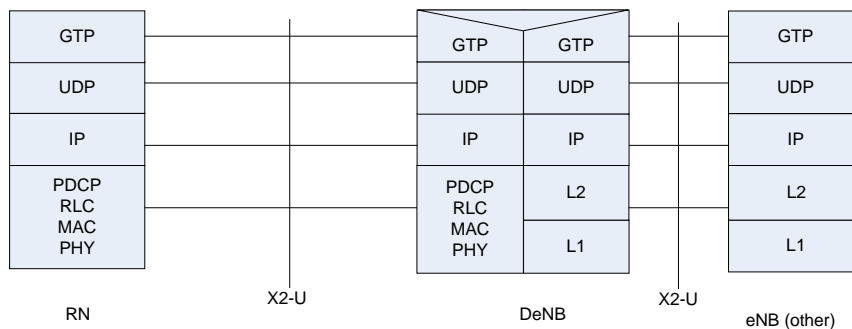 GTP
GTP
GTP
GTP
UDP
UDP
UDP
UDP
IP
IP
IP
IP
PDCP
RLC
MAC
PHY
PDCP
RLC
MAC
PHY
L2
L1
L2
L1
X2-U
X2-U
RN
DeNB
eNB (other)